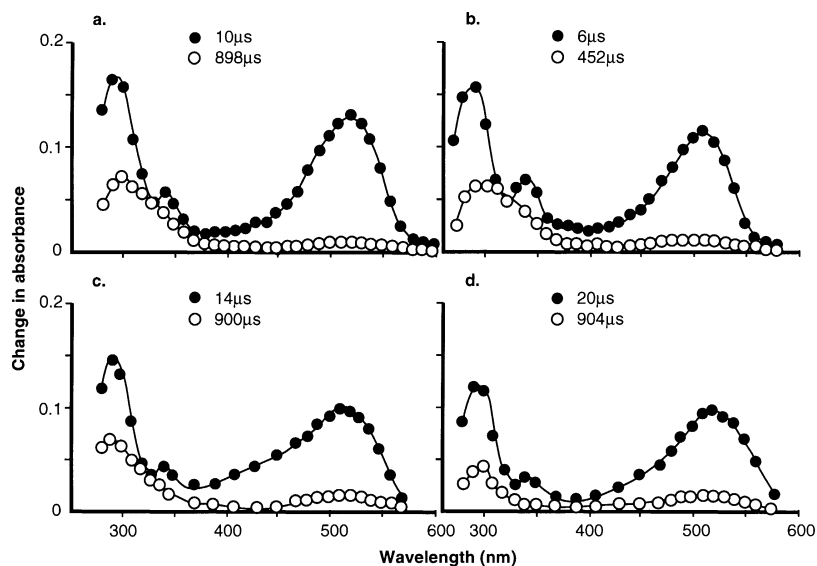 a.
10µs
898µs
b.
6µs
452µs
0.2
0.1
0
c.
14µs
900µs
d.
20µs
904µs
0.2
0.1
0
300
400
500
600
300
400
500
600
Change in absorbance
Wavelength (nm)